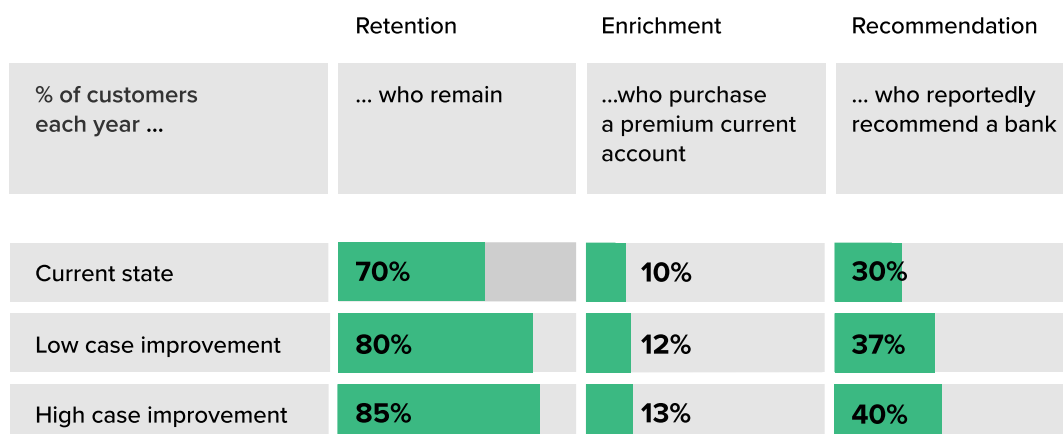 Retention Enrichment Recommendation
% of customers
each year ...
... who remain
...who purchase
a premium current
account
... who reportedly
recommend a bank
Current state 70% 10% 30%
Low case improvement 80% 12% 37%
High case improvement 85% 13% 40%